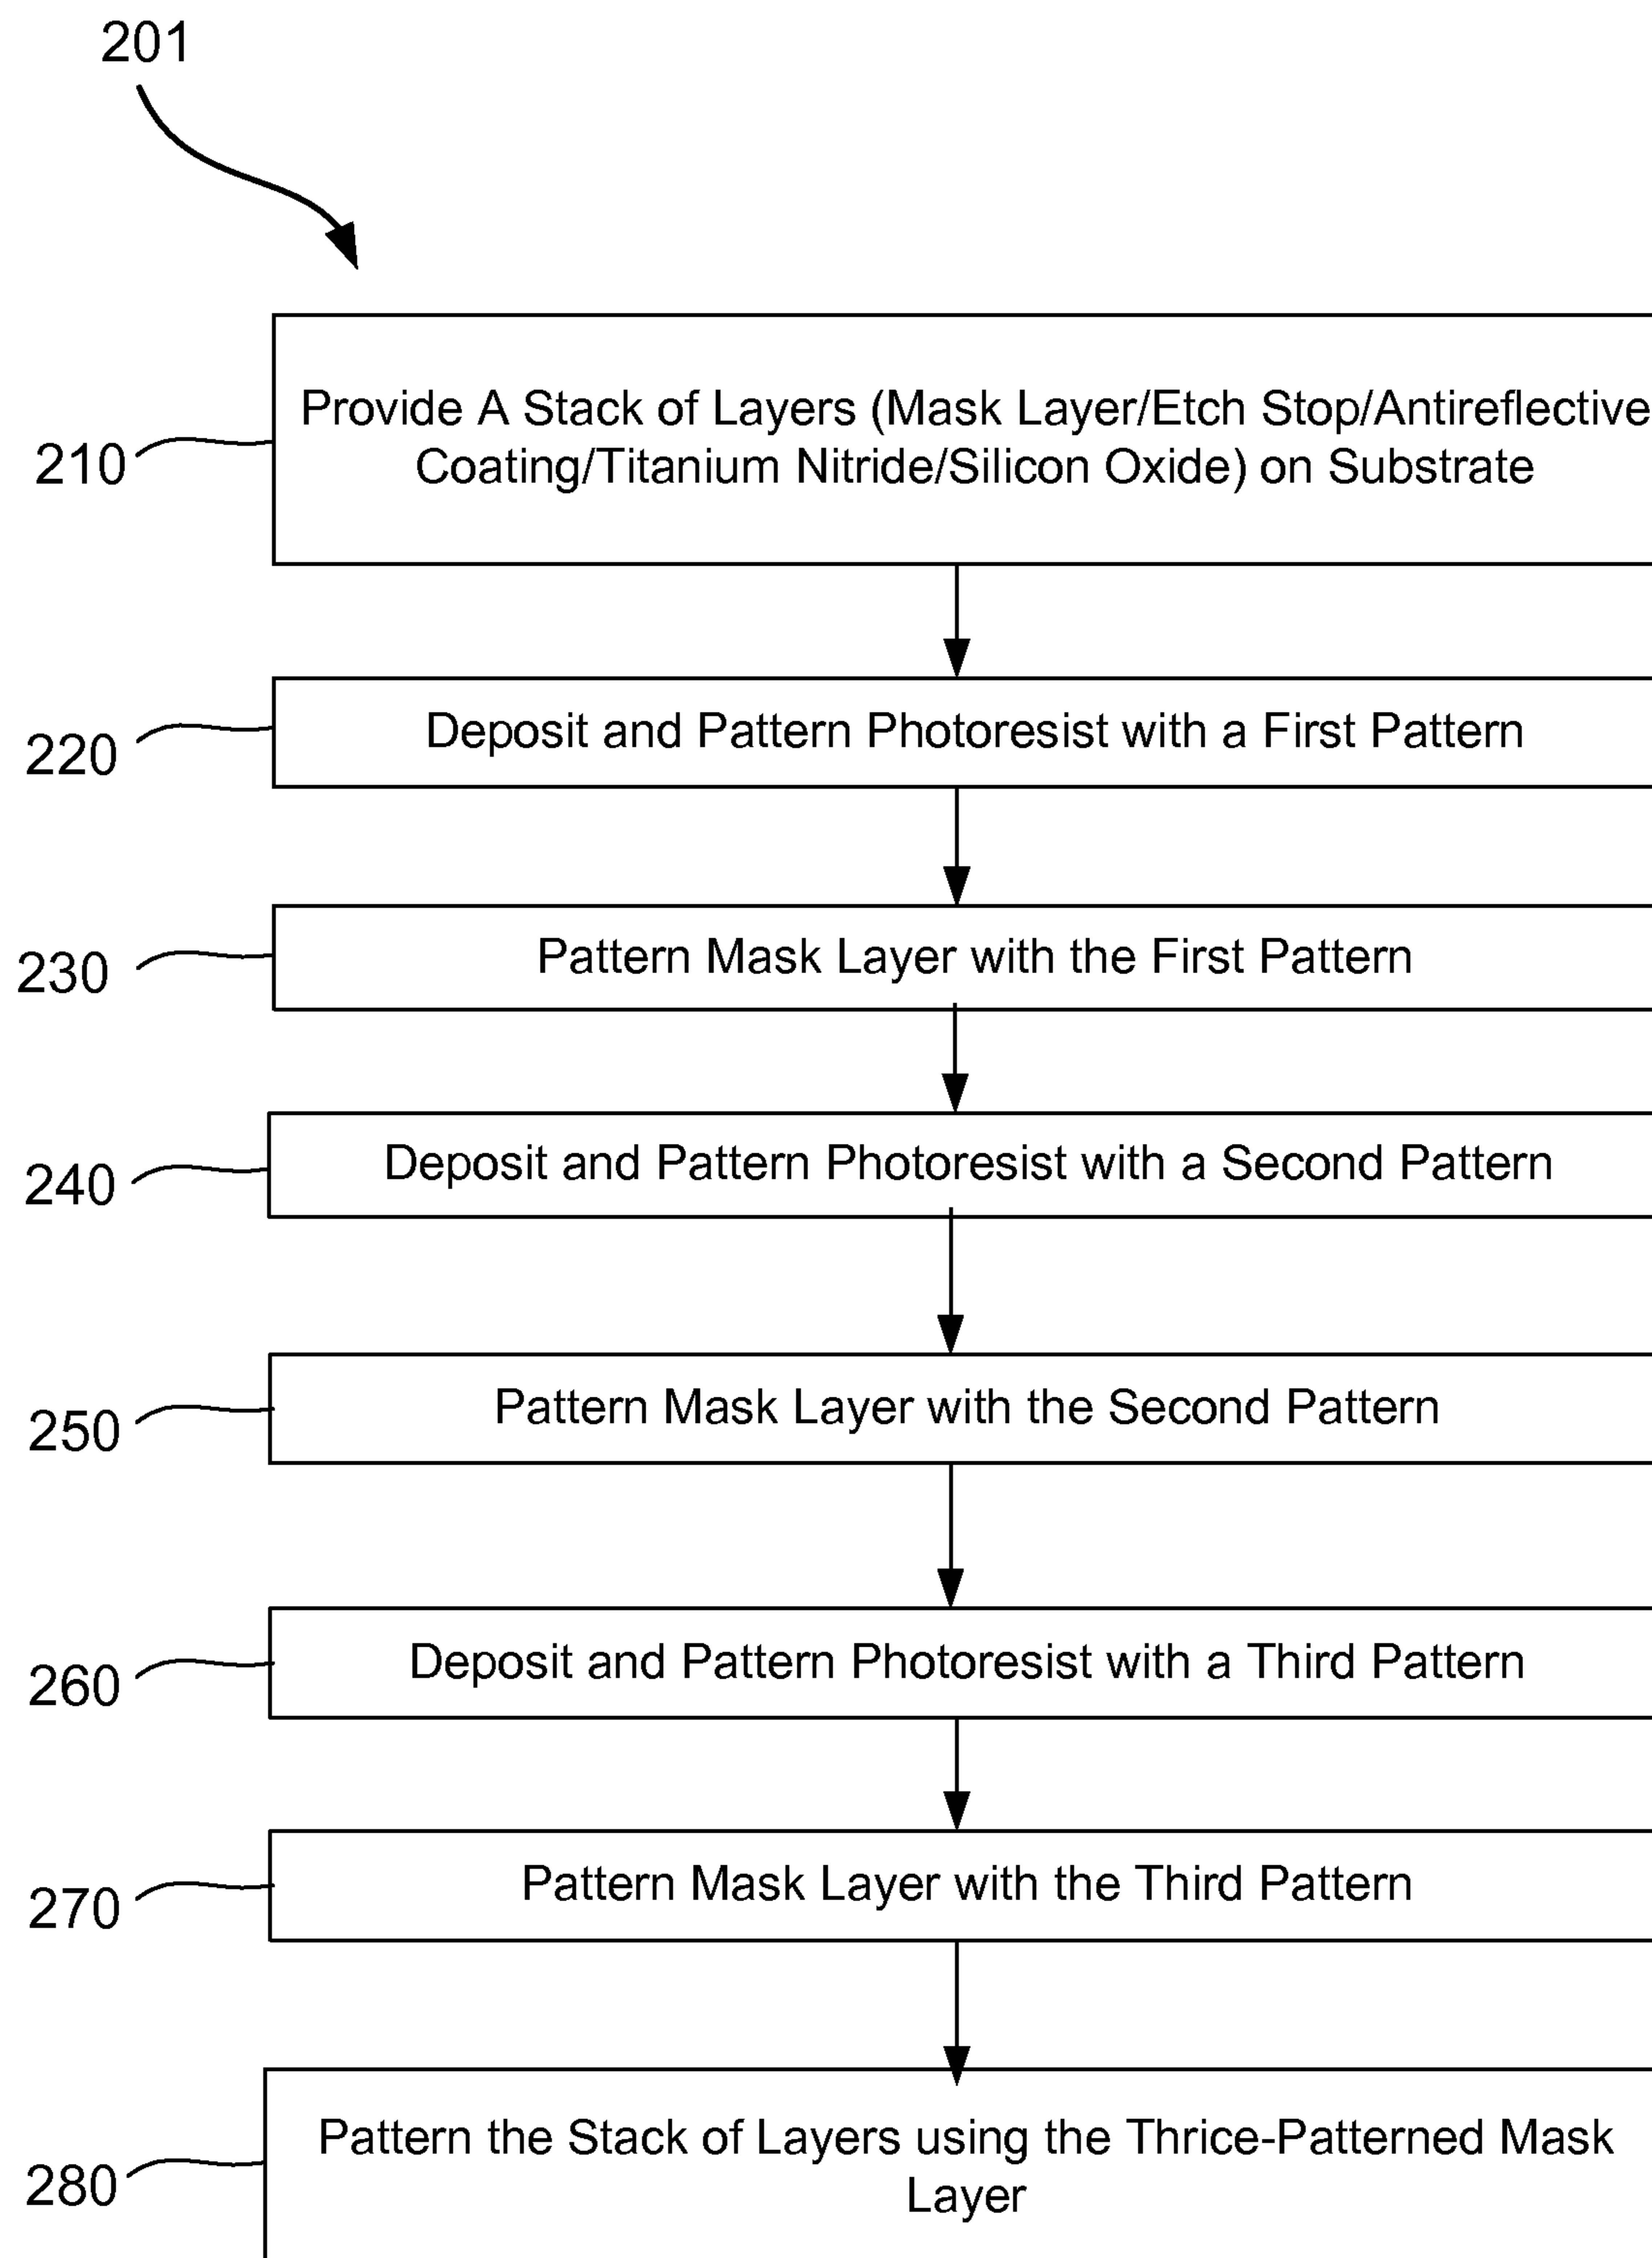 201
Provide A Stack of Layers (Mask Layer/Etch Stop/Antireflective
Coating/Titanium Nitride/Silicon Oxide) on Substrate
210
Deposit and Pattern Photoresist with a First Pattern
220
Pattern Mask Layer with the First Pattern
230
Deposit and Pattern Photoresist with a Second Pattern
240
Pattern Mask Layer with the Second Pattern
250
Deposit and Pattern Photoresist with a Third Pattern
260
Pattern Mask Layer with the Third Pattern
270
Pattern the Stack of Layers using the Thrice-Patterned Mask
Layer
280